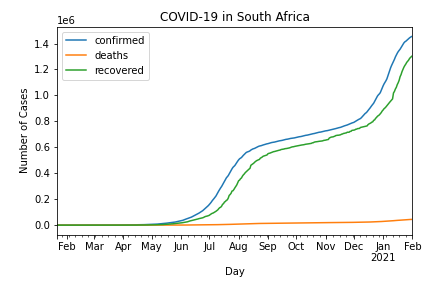 COVID-19 in South Africa
1e6
confirmed
deaths
recovered
1.4
1.2
1.0
0.8
0.6
0.4
0.2
0.0
Number of Cases
Feb Mar Apr May Jun Jul Aug Sep Oct Nov Dec Jan Feb
2021
Day